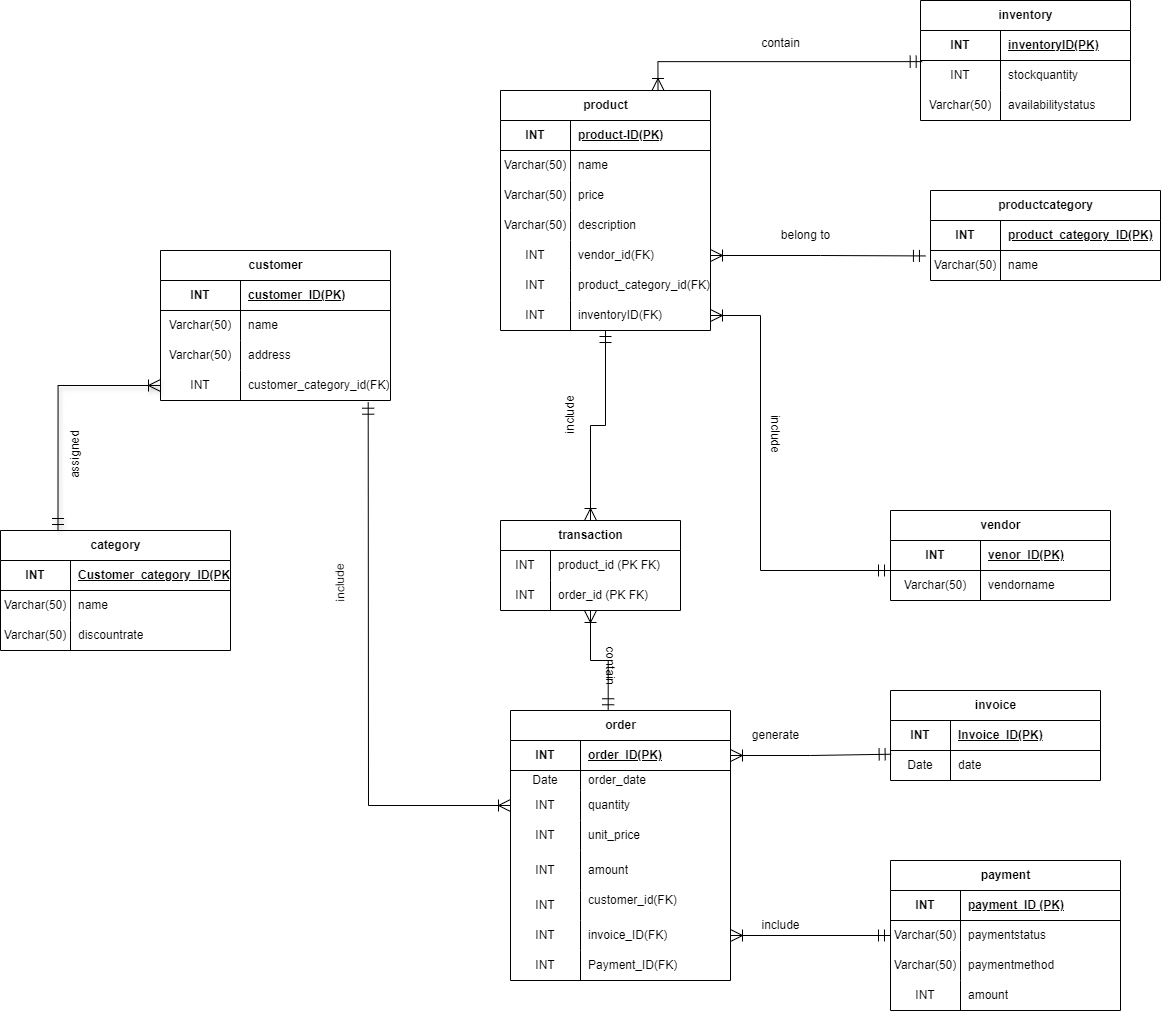 inventory
INT inventoryID(PK)
INT stockquantity
Varchar(50) availabilitystatus
contain
product
INT product-ID(PK)
Varchar(50) name
Varchar(50) price
Varchar(50) description
INT vendor_id(FK)
INT product_category_id(FK)
INT inventoryID(FK)
productcategory
INT product_category_ID(PK)
Varchar(50) name
belong to
customer
INT customer_ID(PK)
Varchar(50) name
Varchar(50) address
INT customer_category_id(FK)
include
include
assigned
category
INT Customer_category_ID(PK
Varchar(50) name
Varchar(50) discountrate
include
transaction
INT product_id (PK FK)
INT order_id (PK FK)
vendor
INT venor_ID(PK)
Varchar(50) vendorname
contain
order
INT order_ID(PK)
Date order_date
INT quantity
INT unit_price
INT amount
INT customer_id(FK)
INT invoice_ID(FK)
INT Payment_ID(FK)
generate
invoice
INT Invoice_ID(PK)
Date date
include
payment
INT payment_ID (PK)
Varchar(50) paymentstatus
Varchar(50) paymentmethod
INT amount